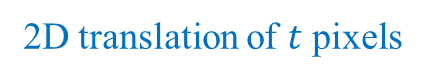 2D translation of t pixels